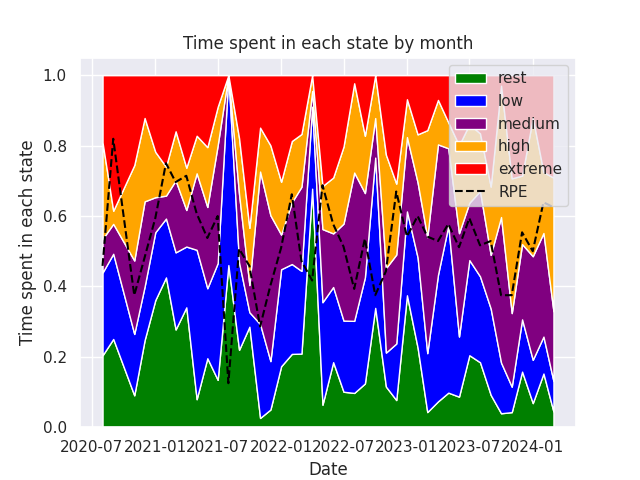 Time spent in each state by month
Time spent in each state
1.0
0.8
0.6
0.4
0.2
0.0
rest
low
medium
high
extreme
RPE
2020-07
2021-01
2021-07
2022-01
2022-07
2023-01
2023-07
2024-01
Date